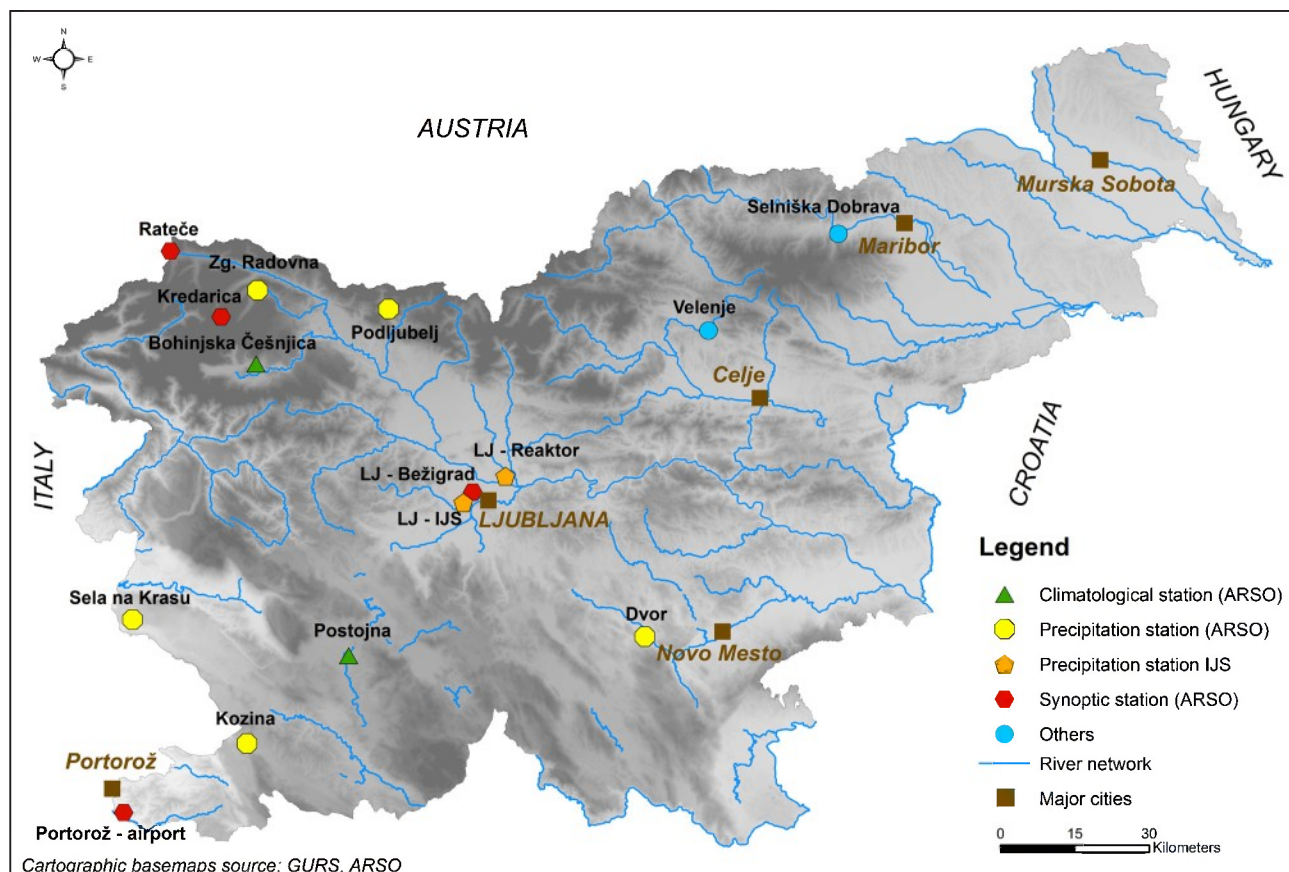 N
W E
S
AUSTRIA
HUNGARY
Murska Sobota
Selniška Dobrava
Maribor
Rateče
Zg. Radovna
Kredarica
Podljubelj
Bohinjska Češnjica
Velenje
Celje
ITALY
CROATIA
LJ - Reaktor
LJ - Bežigrad
LJ - IJS
LJUBLJANA
Sela na Krasu
Postojna
Dvor
Novo Mesto
Kozina
Portorož
Portorož - airport
Legend
Climatological station (ARSO)
Precipitation station (ARSO)
Precipitation station IJS
Synoptic station (ARSO)
Others
River network
Major cities
0 15 30
Kilometers
Cartographic basemaps source: GURS, ARSO